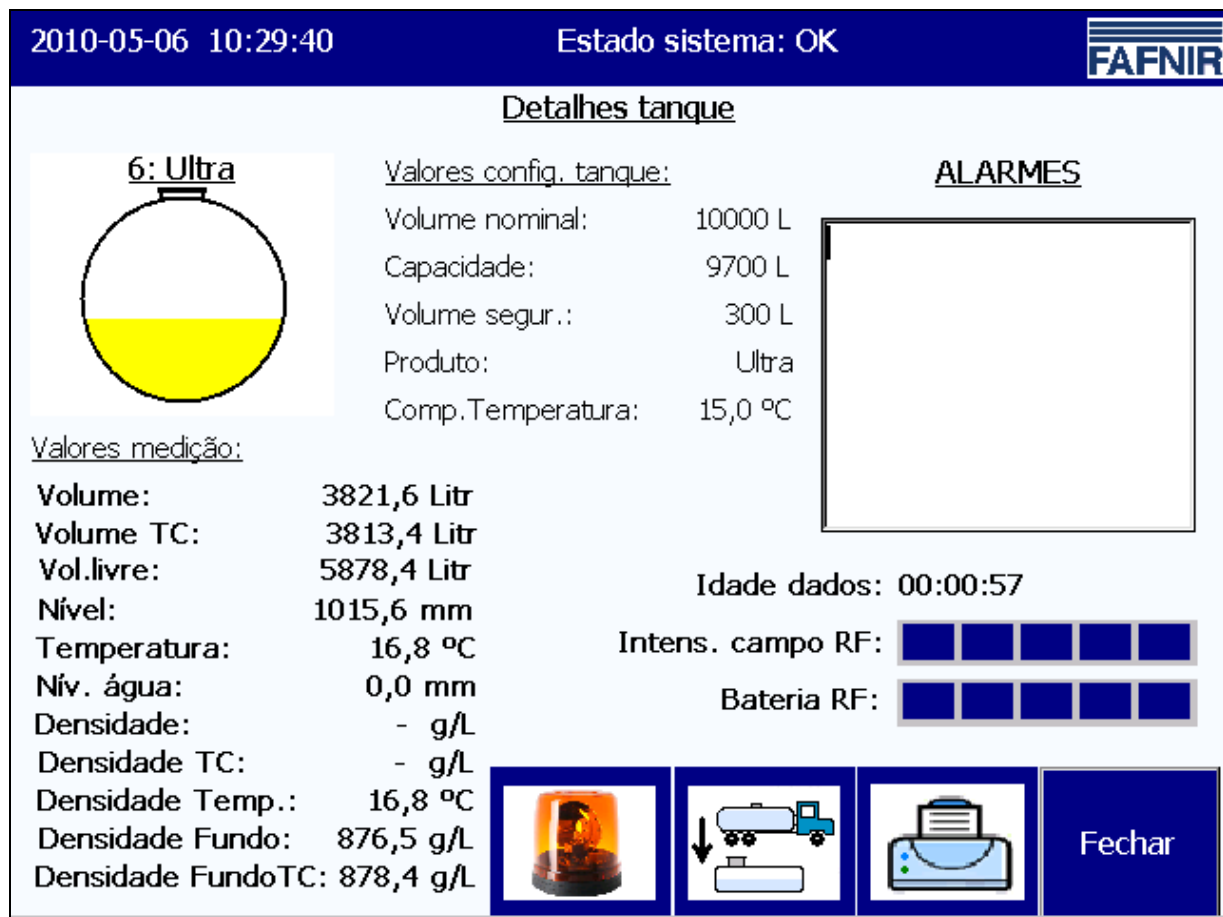 2010-05-06 10:29:40 Estado sistema: OK FAFNIR
Detalhes tanque
6: Ultra
Valores config. tanque:
Volume nominal: 10000 L
Capacidade: 9700 L
Volume segur.: 300 L
Produto: Ultra
Comp.Temperatura: 15,0 ºC
ALARMES
Valores medição:
Volume: 3821,6 Litr
Volume TC: 3813,4 Litr
Vol.livre: 5878,4 Litr
Nível: 1015,6 mm
Temperatura: 16,8 ºC
Nív. água: 0,0 mm
Densidade: - g/L
Densidade TC: - g/L
Densidade Temp.: 16,8 ºC
Densidade Fundo: 876,5 g/L
Densidade FundoTC: 878,4 g/L
Idade dados: 00:00:57
Intens. campo RF:
Bateria RF:
Fechar